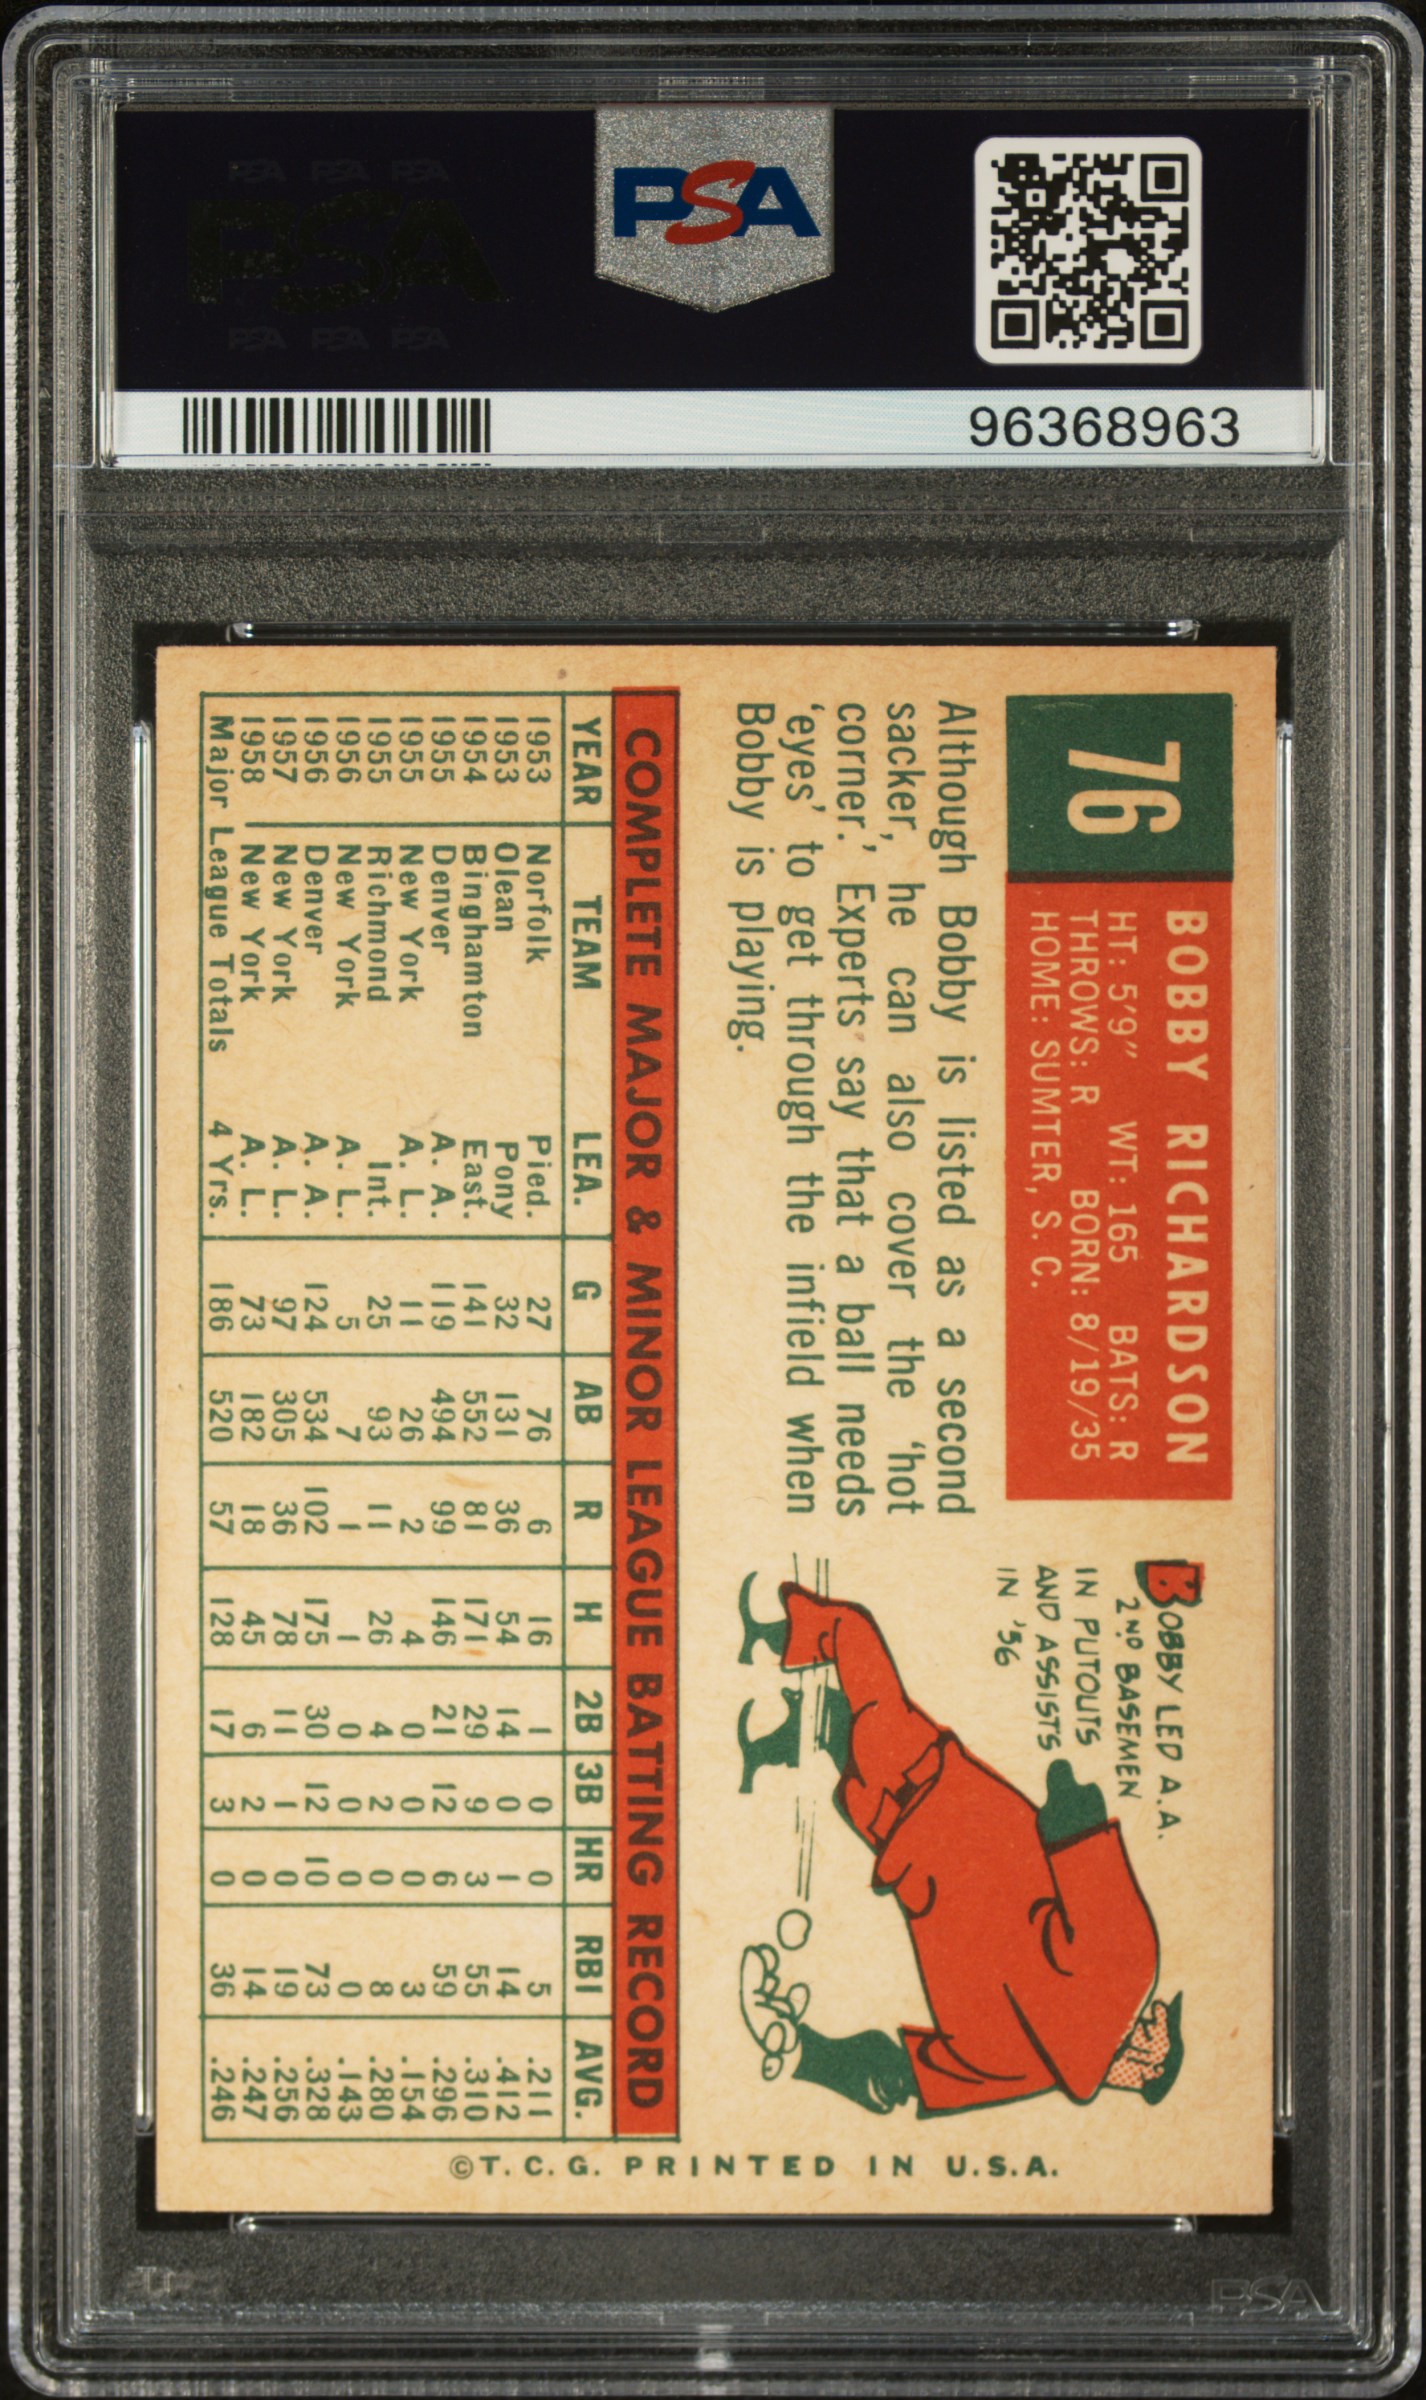 PSA PSA PSA
PSA
PSA PSA PSA
PSA
96368963
76
BOBBY RICHARDSON
HT: 5'9" WT: 165 BATS: R
THROWS: R BORN: 8/19/35
HOME: SUMTER, S. C.
Although Bobby is listed as a second
sacker, he can also cover the 'hot
corner.' Experts say that a ball needs
'eyes' to get through the infield when
Bobby is playing.
BOBBY LED A.A.
2ND BASEMEN
IN PUTOUTS
AND ASSISTS
IN '56
COMPLETE MAJOR & MINOR LEAGUE BATTING RECORD
YEAR TEAM LEA. G AB R H 2B 3B HR RBI AVG.
1953 Norfolk Pied. 27 76 6 16 1 0 0 5 .211
1953 Olean Pony 32 131 36 54 14 0 1 14 .412
1954 Binghamton East. 141 552 81 171 29 9 3 55 .310
1955 Denver A. A. 119 494 99 146 21 12 6 59 .296
1955 New York A. L. 11 26 2 4 0 0 0 3 .154
1955 Richmond Int. 25 93 11 26 4 2 0 8 .280
1956 New York A. L. 5 7 1 1 0 0 0 0 .143
1956 Denver A. A. 124 534 102 175 30 12 10 73 .328
1957 New York A. L. 97 305 36 78 11 1 0 19 .256
1958 New York A. L. 73 182 18 45 6 2 0 14 .247
Major League Totals 4 Yrs. 186 520 57 128 17 3 0 36 .246
©T. C. G. PRINTED IN U.S.A.
PSA